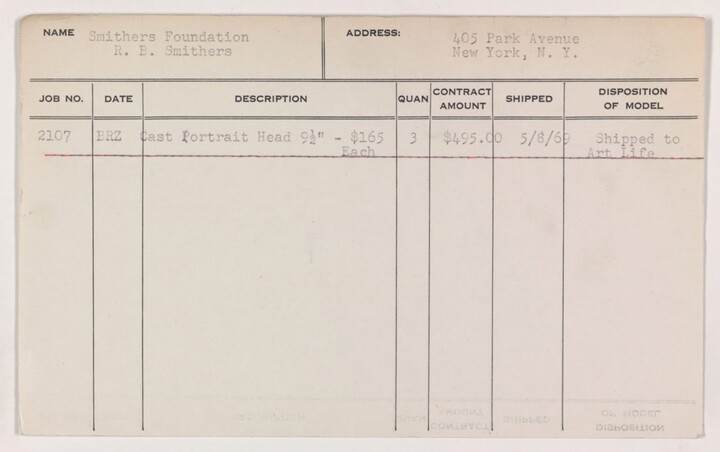 NAME Smithers Foundation ADDRESS: 405 Park Avenue
R. B. Smithers New York, N. Y.
JOB NO. DATE DESCRIPTION QUAN CONTRACT AMOUNT SHIPPED DISPOSITION OF MODEL
2107 BRZ Cast Portrait Head 9½" - $165 3 $495.00 5/8/69 Shipped to
Each Art Life